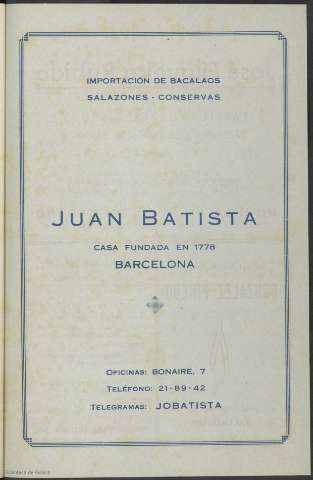 IMPORTACIÓN DE BACALAOS
SALAZONES - CONSERVAS
JUAN BATISTA
CASA FUNDADA EN 1778
BARCELONA
OFICINAS: BONAIRE, 7
TELÉFONO: 21-89-42
TELEGRAMAS: JOBATISTA